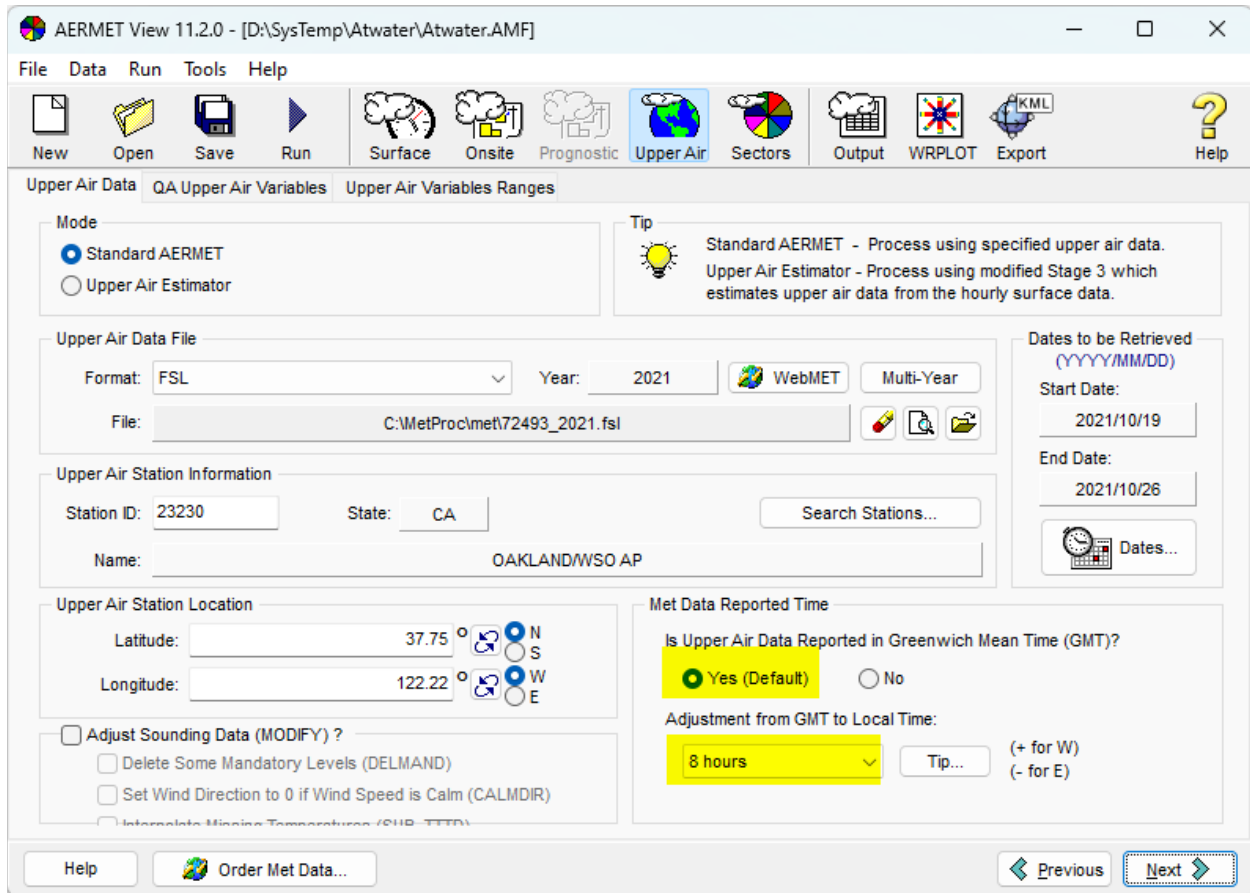 AERMET View 11.2.0 - [D:\SysTemp\Atwater\Atwater.AMF]
File Data Run Tools Help
KML
New Open Save Run Surface Onsite Prognostic Upper Air Sectors Output WRPLOT Export Help
Upper Air Data QA Upper Air Variables Upper Air Variables Ranges
Mode
Standard AERMET
Upper Air Estimator
Tip
Standard AERMET - Process using specified upper air data.
Upper Air Estimator - Process using modified Stage 3 which
estimates upper air data from the hourly surface data.
Upper Air Data File
Format: FSL Year: 2021 WebMET Multi-Year
File: C:\MetProc\met\72493_2021.fsl
Dates to be Retrieved
(YYYY/MM/DD)
Start Date:
2021/10/19
End Date:
2021/10/26
Dates...
Upper Air Station Information
Station ID: 23230 State: CA Search Stations...
Name: OAKLAND/WSO AP
Upper Air Station Location
Latitude: 37.75 ° N
S
Longitude: 122.22 ° W
E
Met Data Reported Time
Is Upper Air Data Reported in Greenwich Mean Time (GMT)?
Yes (Default) No
Adjustment from GMT to Local Time:
8 hours Tip... (+ for W)
(- for E)
Adjust Sounding Data (MODIFY) ?
Delete Some Mandatory Levels (DELMAND)
Set Wind Direction to 0 if Wind Speed is Calm (CALMDIR)
Interpolate Missing Temperatures (SUB_TTTD)
Help Order Met Data... Previous Next